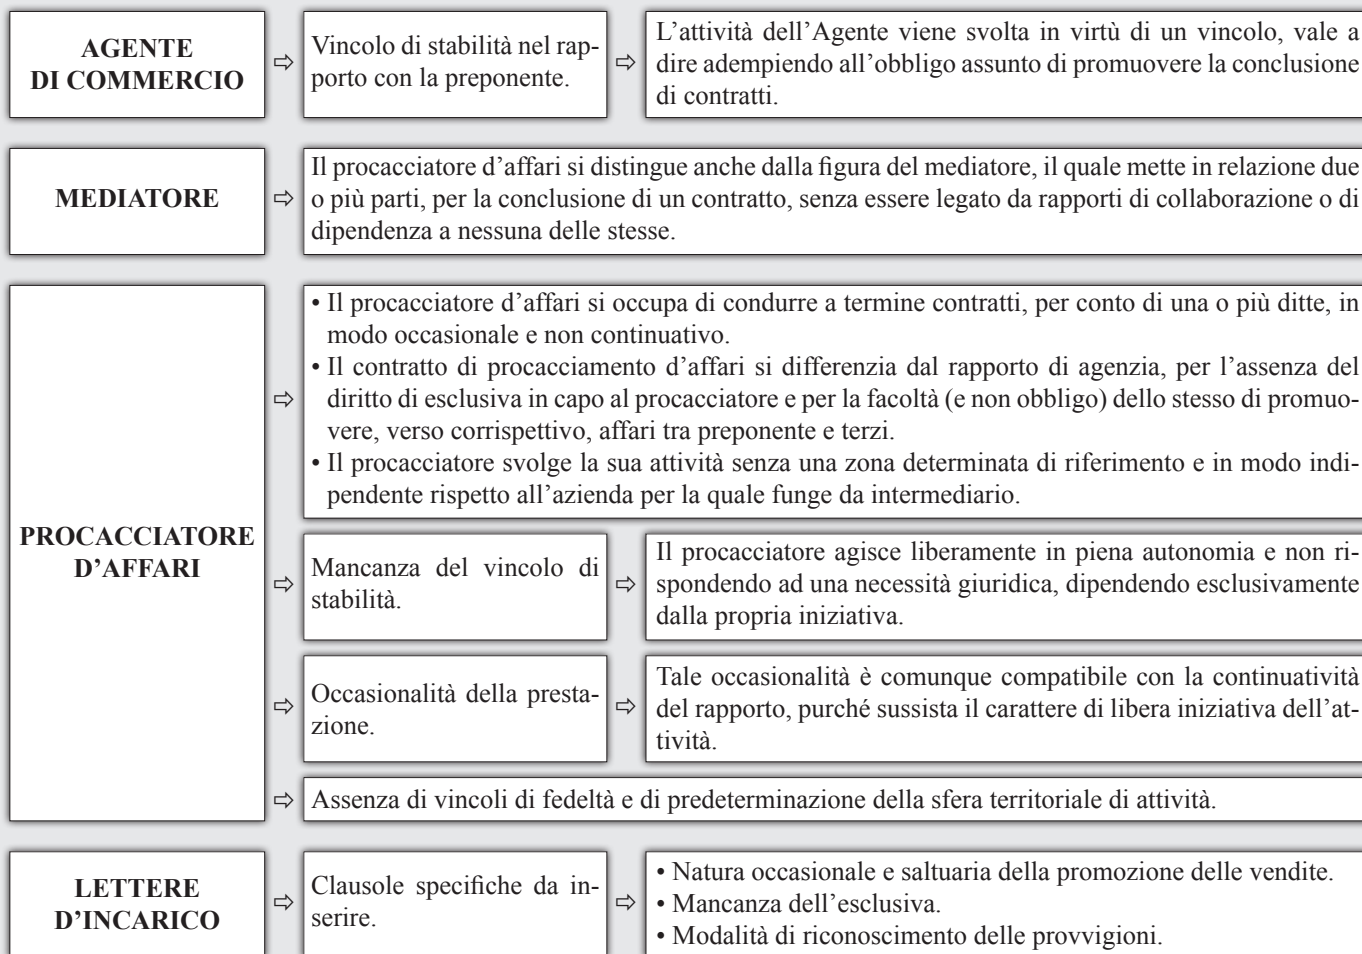 AGENTE
DI COMMERCIO
⇨
Vincolo di stabilità nel rap-
porto con la preponente.
⇨
L’attività dell’Agente viene svolta in virtù di un vincolo, vale a
dire adempiendo all’obbligo assunto di promuovere la conclusione
di contratti.
MEDIATORE
⇨
Il procacciatore d’affari si distingue anche dalla figura del mediatore, il quale mette in relazione due
o più parti, per la conclusione di un contratto, senza essere legato da rapporti di collaborazione o di
dipendenza a nessuna delle stesse.
PROCACCIATORE
D’AFFARI
⇨
• Il procacciatore d’affari si occupa di condurre a termine contratti, per conto di una o più ditte, in
modo occasionale e non continuativo.
• Il contratto di procacciamento d’affari si differenzia dal rapporto di agenzia, per l’assenza del
diritto di esclusiva in capo al procacciatore e per la facoltà (e non obbligo) dello stesso di promuo-
vere, verso corrispettivo, affari tra preponente e terzi.
• Il procacciatore svolge la sua attività senza una zona determinata di riferimento e in modo indi-
pendente rispetto all’azienda per la quale funge da intermediario.
⇨
Mancanza del vincolo di
stabilità.
⇨
Il procacciatore agisce liberamente in piena autonomia e non ri-
spondendo ad una necessità giuridica, dipendendo esclusivamente
dalla propria iniziativa.
⇨
Occasionalità della presta-
zione.
⇨
Tale occasionalità è comunque compatibile con la continuatività
del rapporto, purché sussista il carattere di libera iniziativa dell’at-
tività.
⇨
Assenza di vincoli di fedeltà e di predeterminazione della sfera territoriale di attività.
LETTERE
D’INCARICO
⇨
Clausole specifiche da in-
serire.
⇨
• Natura occasionale e saltuaria della promozione delle vendite.
• Mancanza dell’esclusiva.
• Modalità di riconoscimento delle provvigioni.